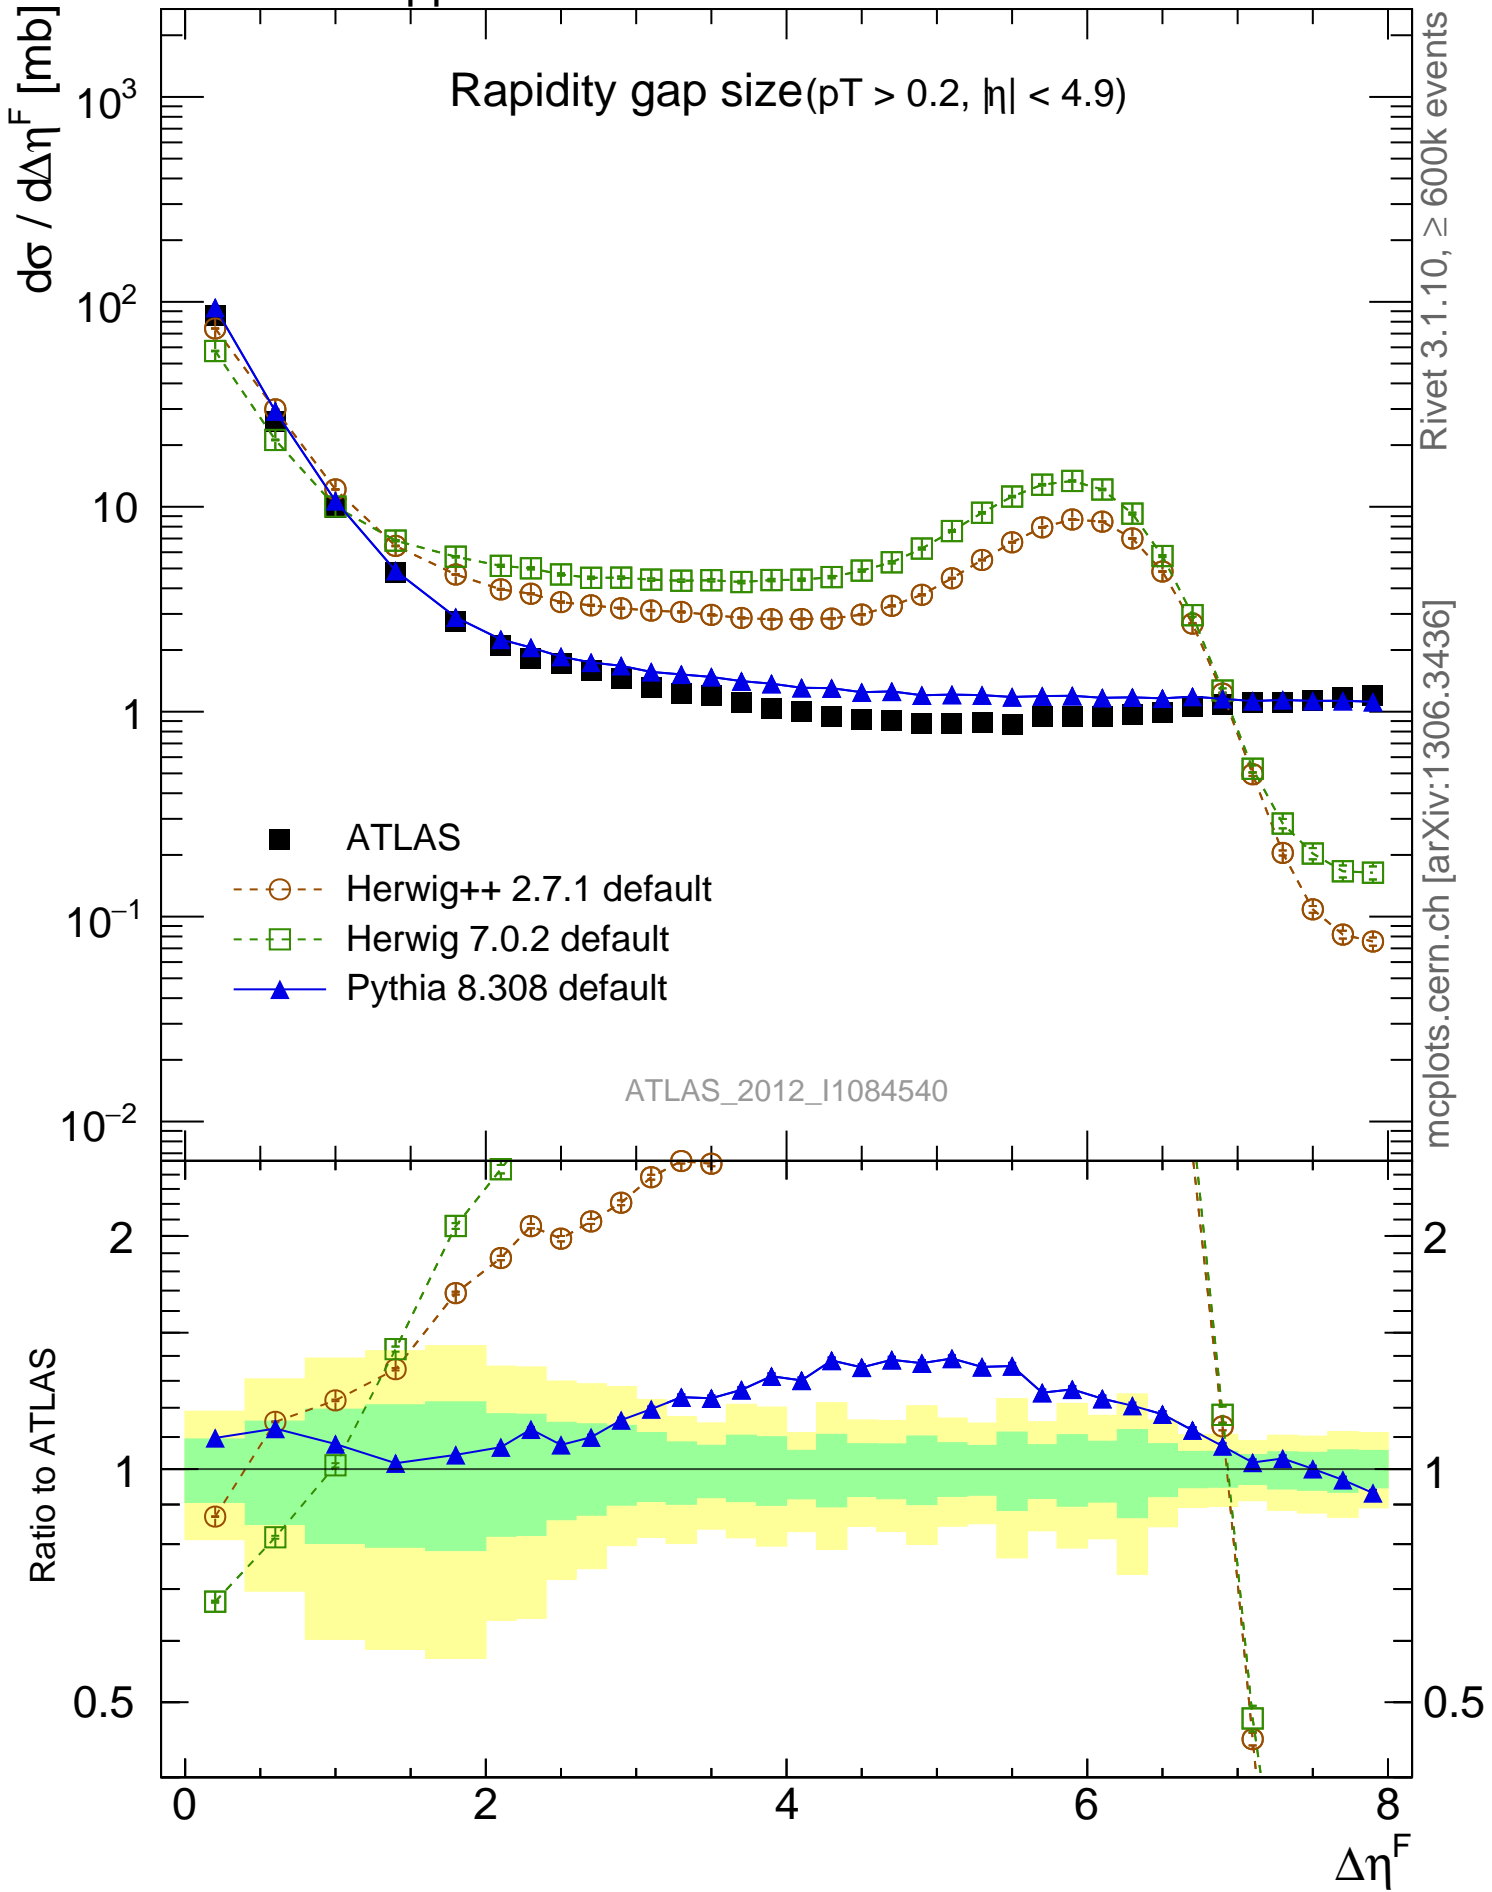 Rapidity gap size(pT > 0.2, |η| < 4.9)
dσ / dΔη^F [mb]
10^3
10^2
10
1
10^−1
10^−2
ATLAS
Herwig++ 2.7.1 default
Herwig 7.0.2 default
Pythia 8.308 default
ATLAS_2012_I1084540
Rivet 3.1.10, ≥ 600k events
mcplots.cern.ch [arXiv:1306.3436]
Ratio to ATLAS
2
1
0.5
2
1
0.5
0 2 4 6 8
Δη^F